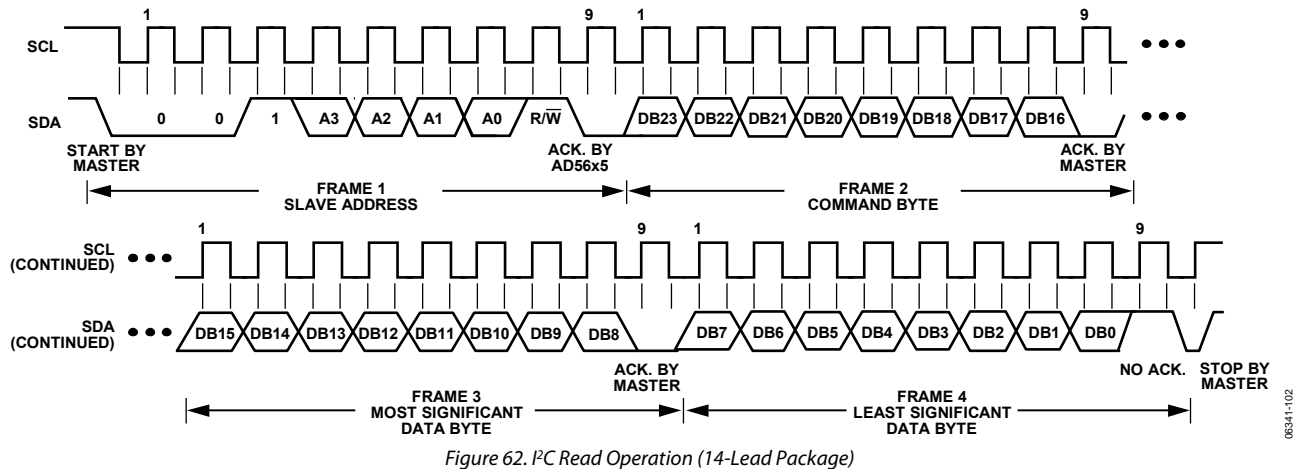 1 9 1 9
SCL
SDA
0 0 1 A3 A2 A1 A0 R/W̅ DB23 DB22 DB21 DB20 DB19 DB18 DB17 DB16
START BY
MASTER
ACK. BY
AD56x5
ACK. BY
MASTER
FRAME 1
SLAVE ADDRESS
FRAME 2
COMMAND BYTE
1 9 1 9
SCL
(CONTINUED)
SDA
(CONTINUED)
DB15 DB14 DB13 DB12 DB11 DB10 DB9 DB8 DB7 DB6 DB5 DB4 DB3 DB2 DB1 DB0
ACK. BY
MASTER
NO ACK.
STOP BY
MASTER
FRAME 3
MOST SIGNIFICANT
DATA BYTE
FRAME 4
LEAST SIGNIFICANT
DATA BYTE
06341-102
Figure 62. I²C Read Operation (14-Lead Package)